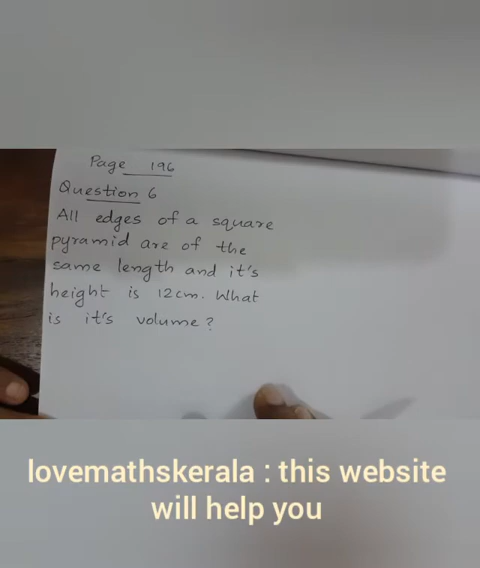 Page 196
Question 6
All edges of a square
pyramid are of the
same length and it's
height is 12cm. What
is it's volume?
lovemathskerala : this website
will help you